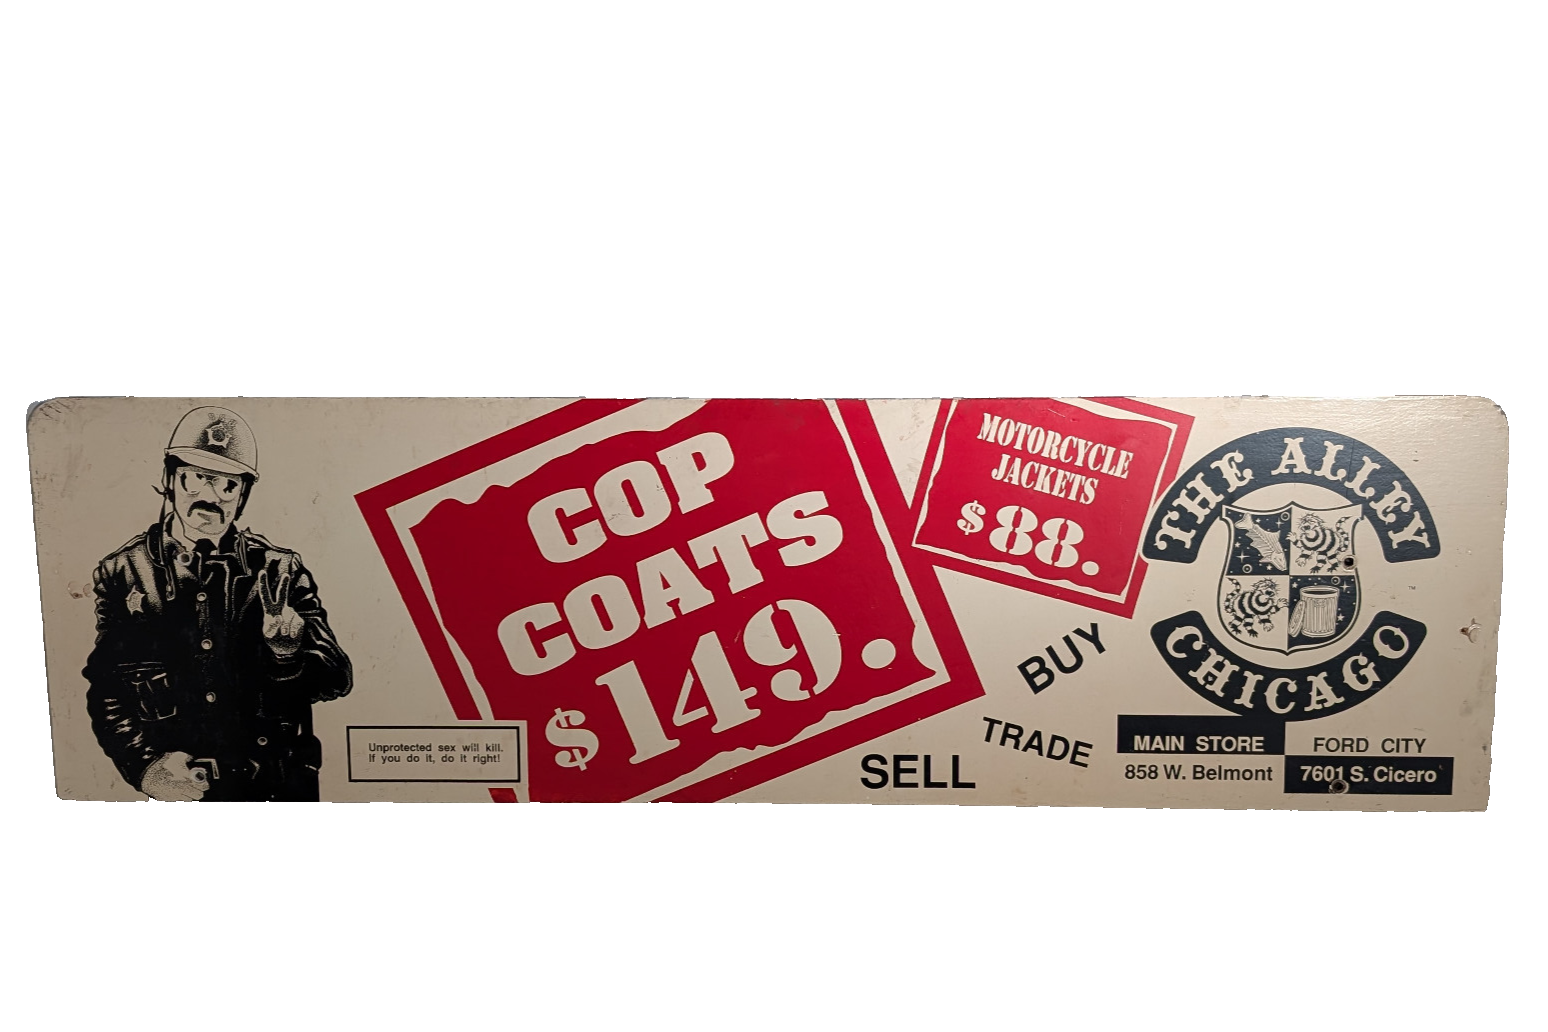 Unprotected sex will kill.
If you do it, do it right!
COP
COATS
$149.
MOTORCYCLE
JACKETS
$88.
BUY
TRADE
SELL
THE ALLEY
CHICAGO
TM
MAIN STORE
858 W. Belmont
FORD CITY
7601 S. Cicero